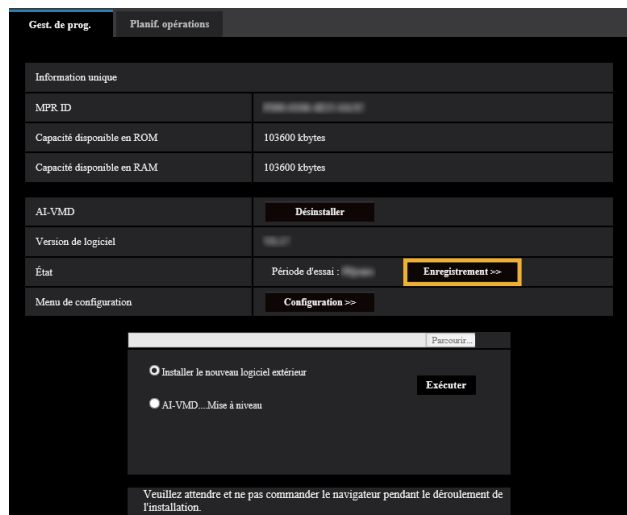 Gest. de prog. Planif. opérations
Information unique
MPR ID
Capacité disponible en ROM 103600 kbytes
Capacité disponible en RAM 103600 kbytes
AI-VMD Désinstaller
Version de logiciel
État Période d'essai : Enregistrement >>
Menu de configuration Configuration >>
Parcourir...
Installer le nouveau logiciel extérieur
Exécuter
AI-VMD....Mise à niveau
Veuillez attendre et ne pas commander le navigateur pendant le déroulement de
l'installation.